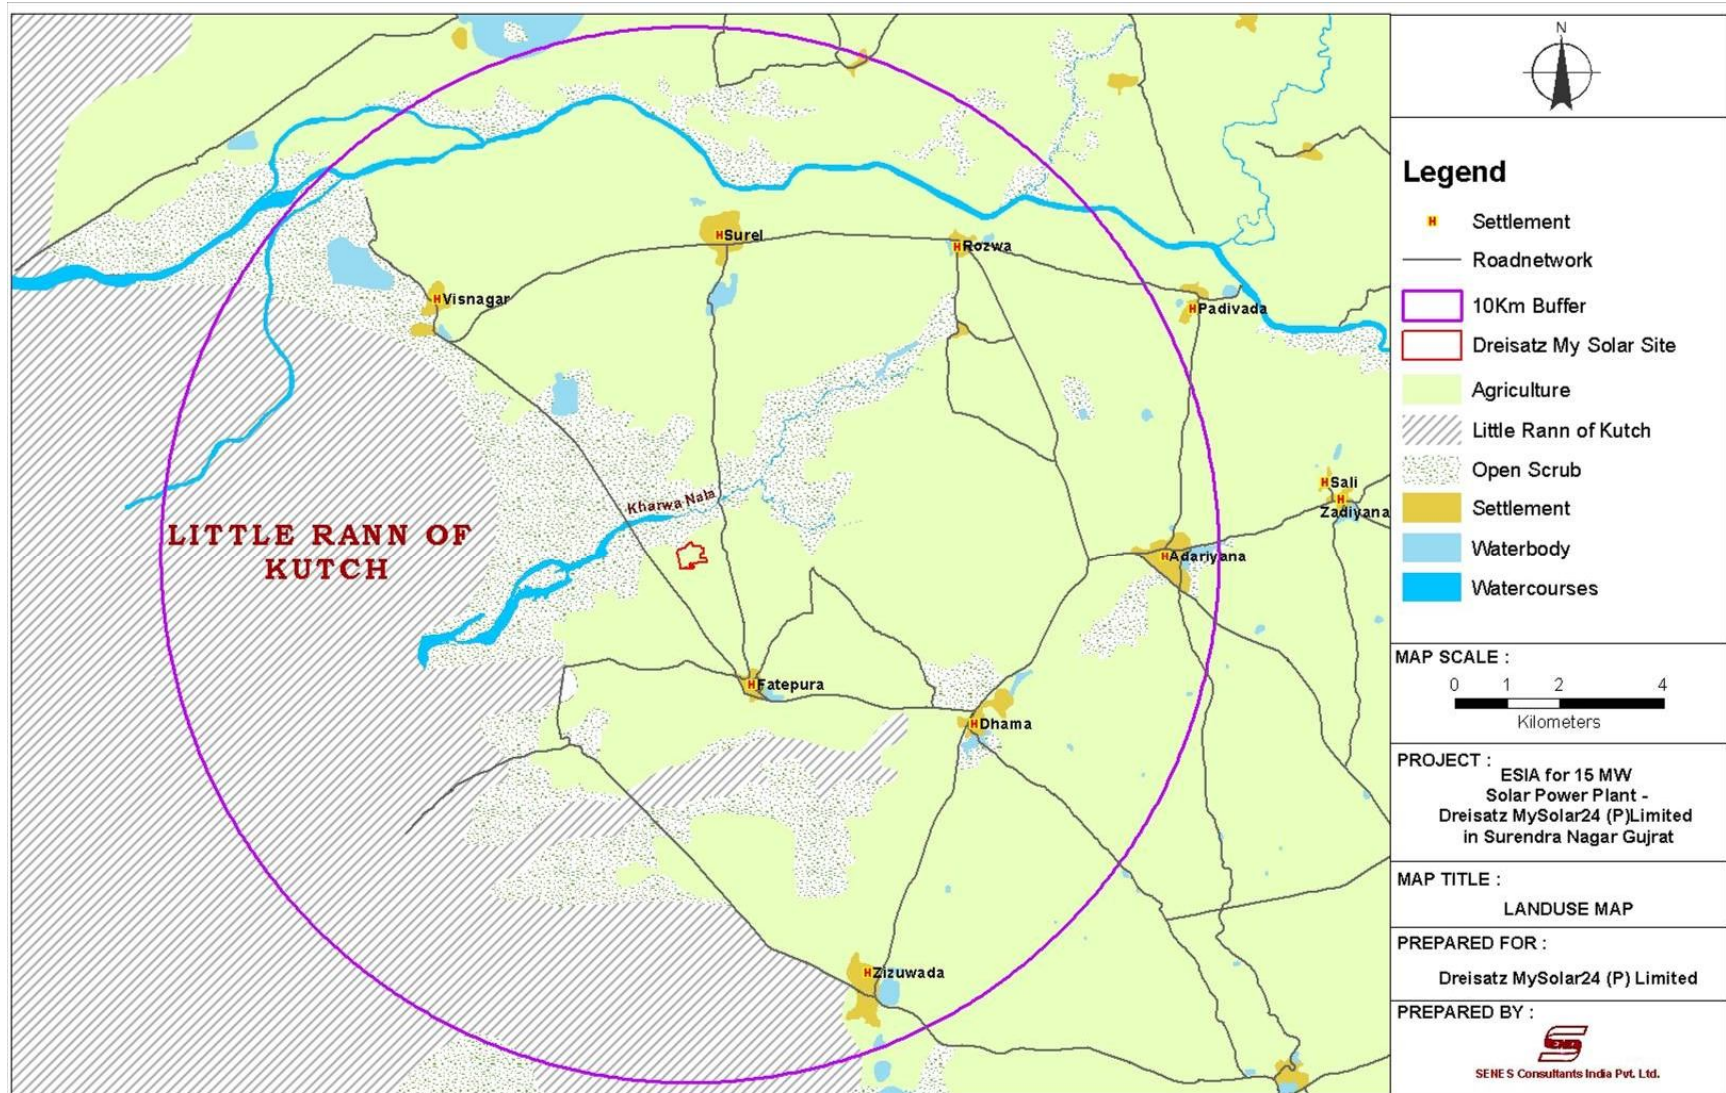 Surel
Rozwa
Visnagar
Padivada
Kharwa Nala
Sali
Zadiyana
LITTLE RANN OF
KUTCH
Adariyana
Fatepura
Dhama
Zizuwada
N
Legend
H Settlement
Roadnetwork
10Km Buffer
Dreisatz My Solar Site
Agriculture
Little Rann of Kutch
Open Scrub
Settlement
Waterbody
Watercourses
MAP SCALE :
0 1 2 4
Kilometers
PROJECT :
ESIA for 15 MW
Solar Power Plant -
Dreisatz MySolar24 (P)Limited
in Surendra Nagar Gujrat
MAP TITLE :
LANDUSE MAP
PREPARED FOR :
Dreisatz MySolar24 (P) Limited
PREPARED BY :
SENES Consultants India Pvt. Ltd.